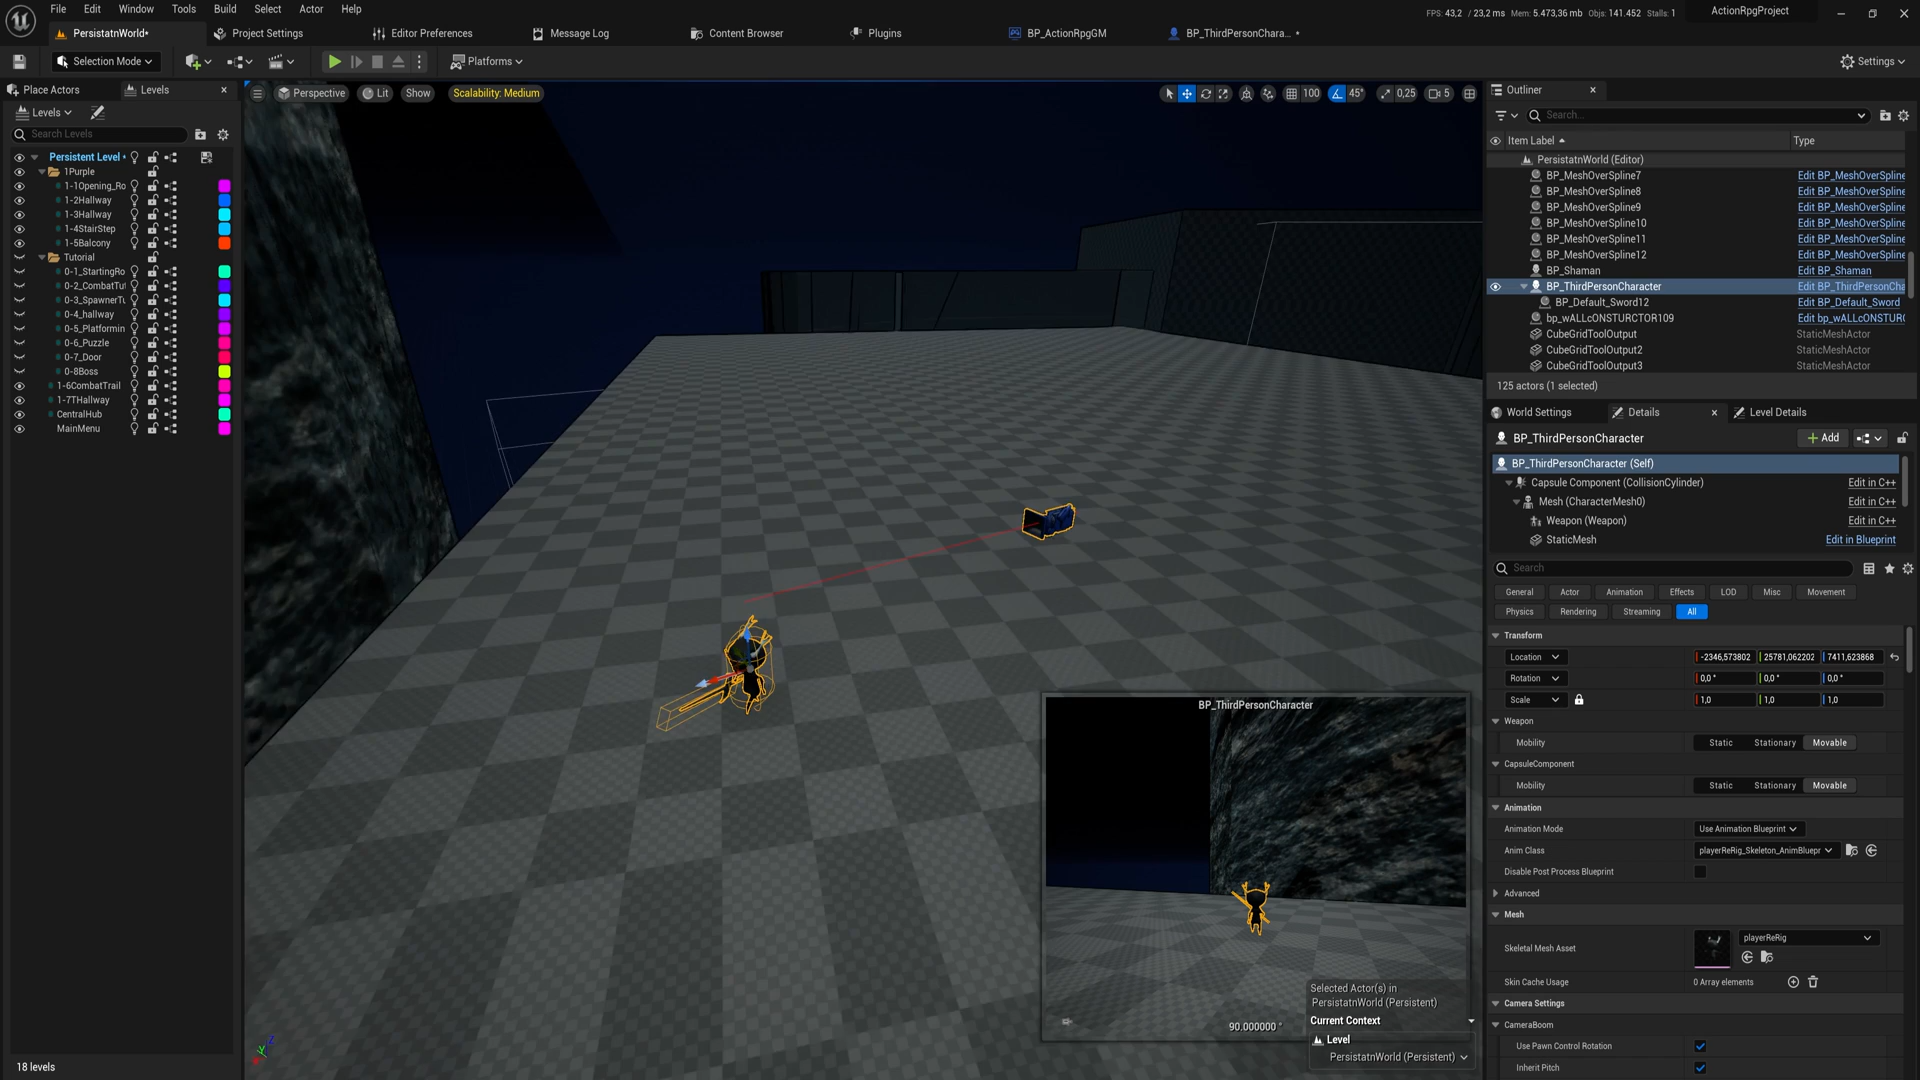 File Edit Window Tools Build Select Actor Help
FPS: 43,2 / 23,2 ms Mem: 5.473,36 mb Objs: 141.452 Stalls: 1
ActionRpgProject
PersistatnWorld*
Project Settings
Editor Preferences
Message Log
Content Browser
Plugins
BP_ActionRpgGM
BP_ThirdPersonChara... *
Selection Mode
Platforms
Settings
Place Actors
Levels
Levels
Search Levels
Persistent Level *
1Purple
1-1Opening_Ro
1-2Hallway
1-3Hallway
1-4StairStep
1-5Balcony
Tutorial
0-1_StartingRo
0-2_CombatTu
0-3_SpawnerTu
0-4_hallway
0-5_Platformin
0-6_Puzzle
0-7_Door
0-8Boss
1-6CombatTrail
1-7THallway
CentralHub
MainMenu
18 levels
Perspective
Lit
Show
Scalability: Medium
100
45°
0,25
5
BP_ThirdPersonCharacter
90.000000 °
Selected Actor(s) in
PersistatnWorld (Persistent)
Current Context
Level
PersistatnWorld (Persistent)
Outliner
Search...
Item Label
Type
PersistatnWorld (Editor)
BP_MeshOverSpline7 Edit BP_MeshOverSpline
BP_MeshOverSpline8 Edit BP_MeshOverSpline
BP_MeshOverSpline9 Edit BP_MeshOverSpline
BP_MeshOverSpline10 Edit BP_MeshOverSpline
BP_MeshOverSpline11 Edit BP_MeshOverSpline
BP_MeshOverSpline12 Edit BP_MeshOverSpline
BP_Shaman Edit BP_Shaman
BP_ThirdPersonCharacter Edit BP_ThirdPersonCha
BP_Default_Sword12 Edit BP_Default_Sword
bp_wALLcONSTURCTOR109 Edit bp_wALLcONSTURC
CubeGridToolOutput StaticMeshActor
CubeGridToolOutput2 StaticMeshActor
CubeGridToolOutput3 StaticMeshActor
125 actors (1 selected)
World Settings
Details
Level Details
BP_ThirdPersonCharacter
Add
BP_ThirdPersonCharacter (Self)
Capsule Component (CollisionCylinder) Edit in C++
Mesh (CharacterMesh0) Edit in C++
Weapon (Weapon) Edit in C++
StaticMesh Edit in Blueprint
Search
General Actor Animation Effects LOD Misc Movement
Physics Rendering Streaming All
Transform
Location -2346,573802 25781,062202 7411,623868
Rotation 0,0 ° 0,0 ° 0,0 °
Scale 1,0 1,0 1,0
Weapon
Mobility Static Stationary Movable
CapsuleComponent
Mobility Static Stationary Movable
Animation
Animation Mode Use Animation Blueprint
Anim Class playerReRig_Skeleton_AnimBluepr
Disable Post Process Blueprint
Advanced
Mesh
Skeletal Mesh Asset playerReRig
Skin Cache Usage 0 Array elements
Camera Settings
CameraBoom
Use Pawn Control Rotation
Inherit Pitch